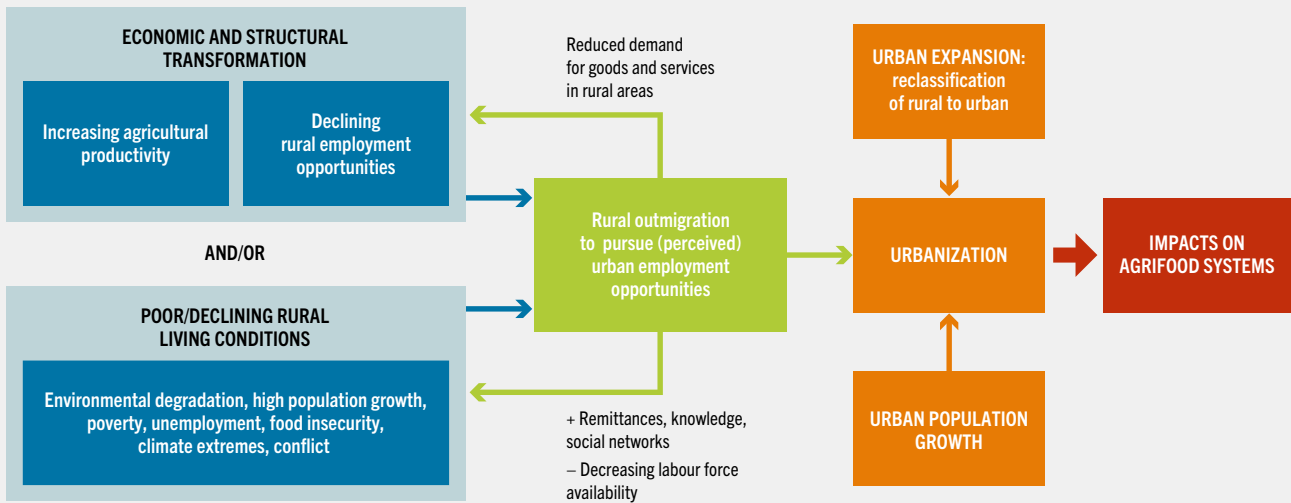 ECONOMIC AND STRUCTURAL
TRANSFORMATION
Increasing agricultural
productivity
Declining
rural employment
opportunities
AND/OR
POOR/DECLINING RURAL
LIVING CONDITIONS
Environmental degradation, high population growth,
poverty, unemployment, food insecurity,
climate extremes, conflict
Reduced demand
for goods and services
in rural areas
Rural outmigration
to pursue (perceived)
urban employment
opportunities
+ Remittances, knowledge,
social networks
– Decreasing labour force
availability
URBAN EXPANSION:
reclassification
of rural to urban
URBANIZATION
URBAN POPULATION
GROWTH
IMPACTS ON
AGRIFOOD SYSTEMS